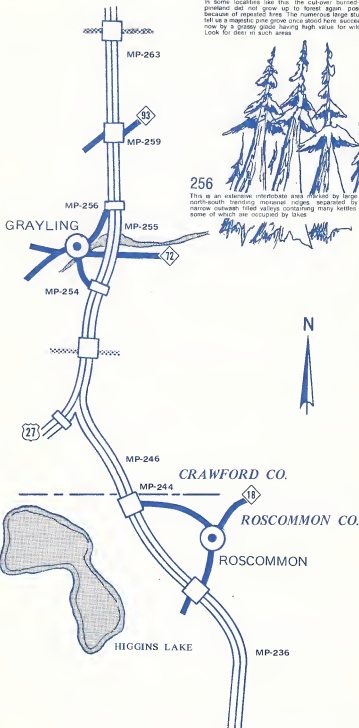 In some localities like this the cut-over burned-
pineland did not grow up to forest again, poss
because of repeated fires The numerous large stu
tell us a majestic pine grove once stood here succee
now by a grassy glade having high value for wild
Look for deer in such areas
MP-263
93
MP-259
256
This is an extensive interlobate area marked by large
north-south trending morainal ridges, separated by
narrow outwash filled valleys containing many kettles
some of which are occupied by lakes
MP-256
GRAYLING
MP-255
72
MP-254
N
27
MP-246
CRAWFORD CO.
MP-244
18
ROSCOMMON CO.
ROSCOMMON
HIGGINS LAKE
MP-236